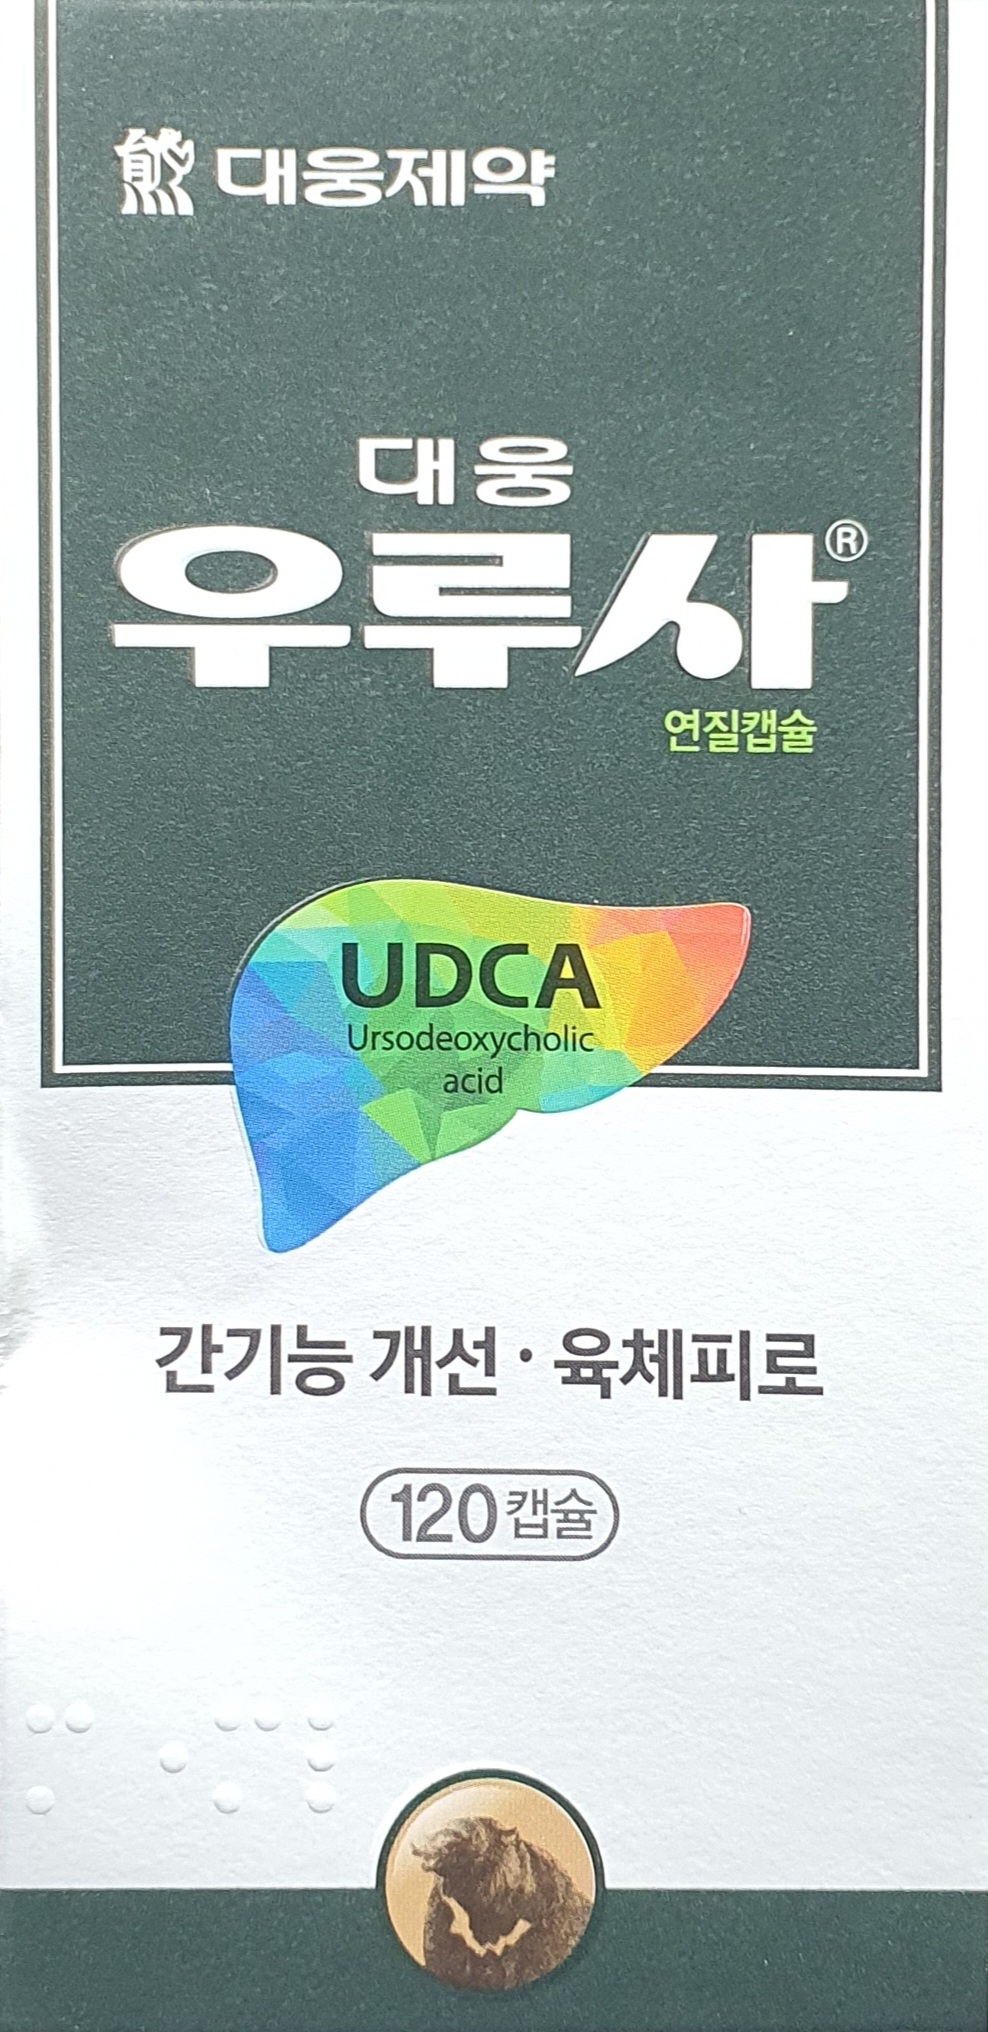 대웅제약
대웅
우루사®
연질캡슐
UDCA
Ursodeoxycholic
acid
간기능 개선 · 육체피로
120 캡슐